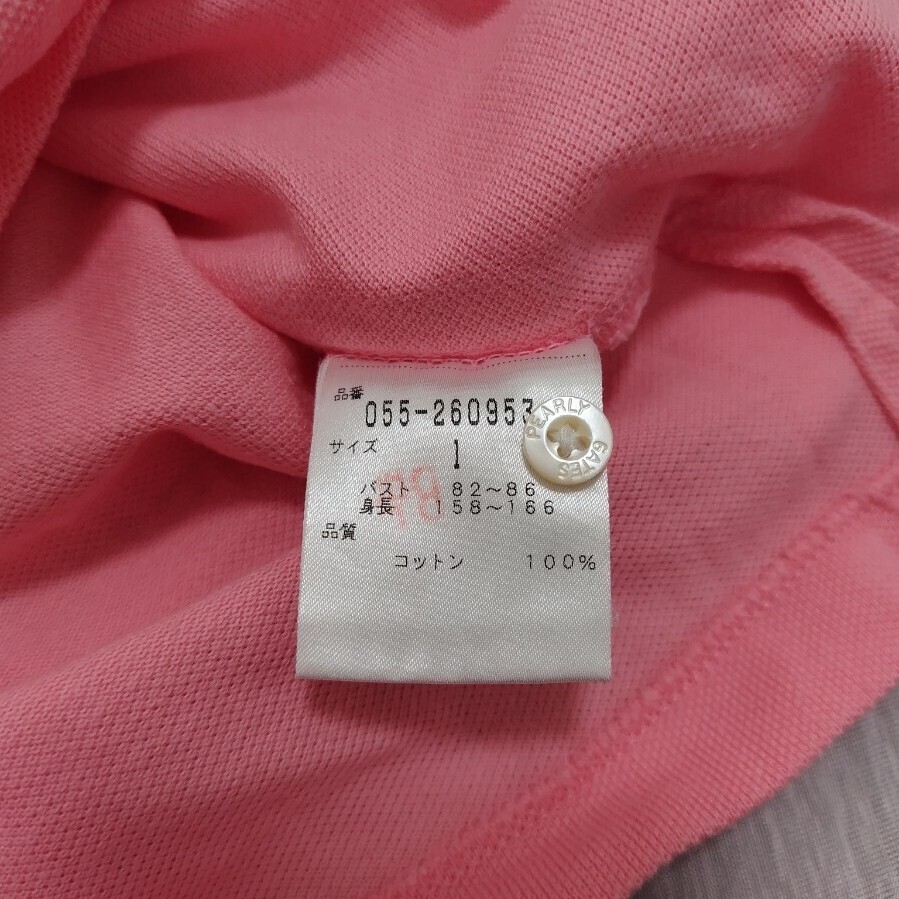 品番
055-260953
サイズ
1
バスト 82～86
身長 158～166
品質
コットン 100%
PEARLY
GATES